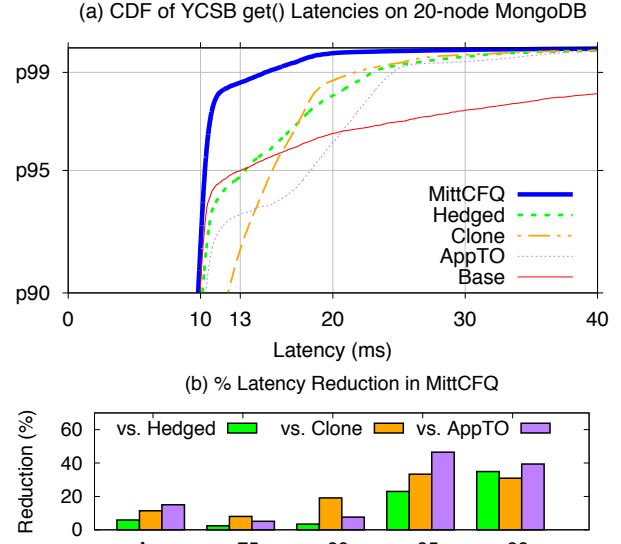 (a) CDF of YCSB get() Latencies on 20-node MongoDB
p99
p95
p90
MittCFQ
Hedged
Clone
AppTO
Base
0 10 13 20 30 40
Latency (ms)
(b) % Latency Reduction in MittCFQ
Reduction (%)
60
40
20
0
vs. Hedged vs. Clone vs. AppTO